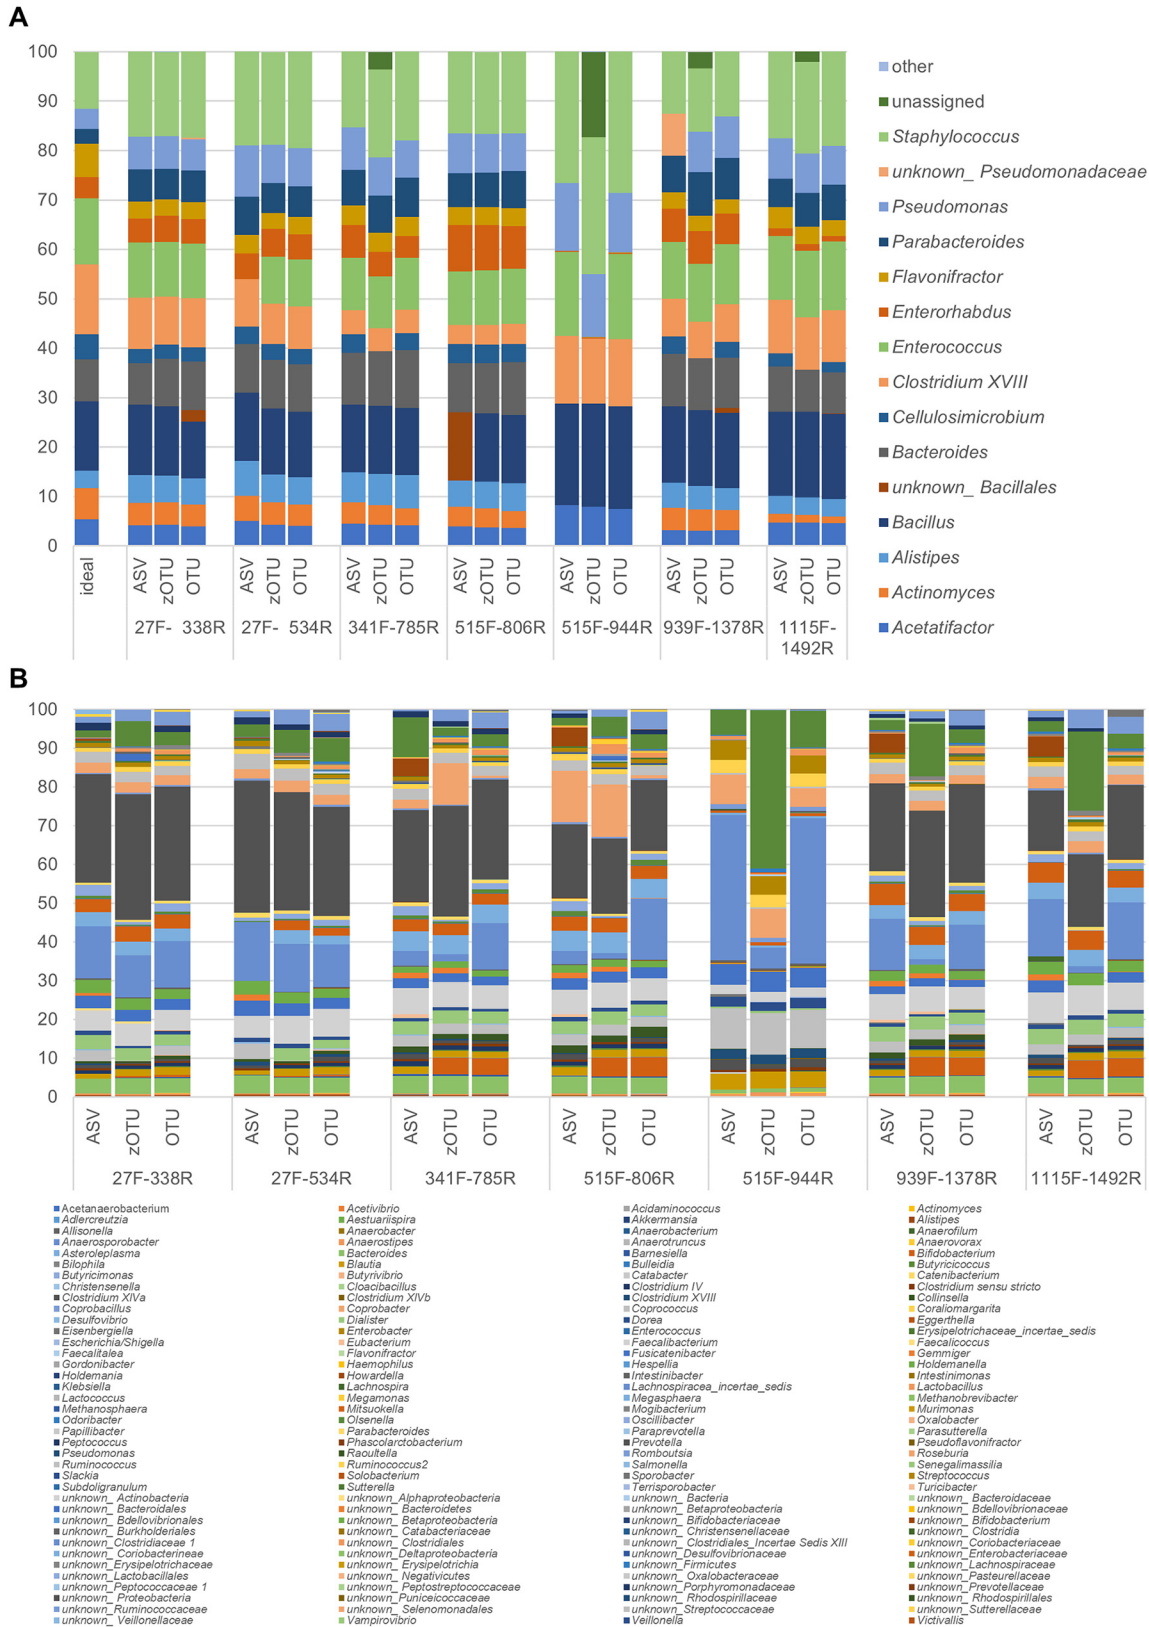 A
100
90
80
70
60
50
40
30
20
10
0
ideal
ASV zOTU OTU ASV zOTU OTU ASV zOTU OTU ASV zOTU OTU ASV zOTU OTU ASV zOTU OTU ASV zOTU OTU
27F- 338R 27F- 534R 341F-785R 515F-806R 515F-944R 939F-1378R 1115F-
1492R
other
unassigned
Staphylococcus
unknown_ Pseudomonadaceae
Pseudomonas
Parabacteroides
Flavonifractor
Enterorhabdus
Enterococcus
Clostridium XVIII
Cellulosimicrobium
Bacteroides
unknown_ Bacillales
Bacillus
Alistipes
Actinomyces
Acetatifactor
B
100
90
80
70
60
50
40
30
20
10
0
ASV zOTU OTU ASV zOTU OTU ASV zOTU OTU ASV zOTU OTU ASV zOTU OTU ASV zOTU OTU ASV zOTU OTU
27F-338R 27F-534R 341F-785R 515F-806R 515F-944R 939F-1378R 1115F-1492R
Acetanaerobacterium Acetivibrio Acidaminococcus Actinomyces
Adlercreutzia Aestuariispira Akkermansia Alistipes
Allisonella Anaerobacter Anaerobacterium Anaerofilum
Anaerosporobacter Anaerostipes Anaerotruncus Anaerovorax
Asteroleplasma Bacteroides Barnesiella Bifidobacterium
Bilophila Blautia Bulleidia Butyricicoccus
Butyricimonas Butyrivibrio Catabacter Catenibacterium
Christensenella Cloacibacillus Clostridium IV Clostridium sensu stricto
Clostridium XIVa Clostridium XIVb Clostridium XVIII Collinsella
Coprobacillus Coprobacter Coprococcus Coraliomargarita
Desulfovibrio Dialister Dorea Eggerthella
Eisenbergiella Enterobacter Enterococcus Erysipelotrichaceae_incertae_sedis
Escherichia/Shigella Eubacterium Faecalibacterium Faecalicoccus
Faecalitalea Flavonifractor Fusicatenibacter Gemmiger
Gordonibacter Haemophilus Hespellia Holdemanella
Holdemania Howardella Intestinibacter Intestinimonas
Klebsiella Lachnospira Lachnospiracea_incertae_sedis Lactobacillus
Lactococcus Megamonas Megasphaera Methanobrevibacter
Methanosphaera Mitsuokella Mogibacterium Murimonas
Odoribacter Olsenella Oscillibacter Oxalobacter
Papillibacter Parabacteroides Paraprevotella Parasutterella
Peptococcus Phascolarctobacterium Prevotella Pseudoflavonifractor
Pseudomonas Raoultella Romboutsia Roseburia
Ruminococcus Ruminococcus2 Salmonella Senegalimassilia
Slackia Solobacterium Sporobacter Streptococcus
Subdoligranulum Sutterella Terrisporobacter Turicibacter
unknown_ Actinobacteria unknown_Alphaproteobacteria unknown_ Bacteria unknown_ Bacteroidaceae
unknown_ Bacteroidales unknown_ Bacteroidetes unknown_ Betaproteobacteria unknown_ Bdellovibrionaceae
unknown_ Bdellovibrionales unknown_ Betaproteobacteria unknown_ Bifidobacteriaceae unknown_ Bifidobacterium
unknown_ Burkholderiales unknown_ Catabacteriaceae unknown_ Christensenellaceae unknown_ Clostridia
unknown_ Clostridiaceae 1 unknown_ Clostridiales unknown_ Clostridiales_Incertae Sedis XIII unknown_ Coriobacteriaceae
unknown_ Coriobacterineae unknown_ Deltaproteobacteria unknown_ Desulfovibrionaceae unknown_ Enterobacteriaceae
unknown_ Erysipelotrichaceae unknown_ Erysipelotrichia unknown_ Firmicutes unknown_ Lachnospiraceae
unknown_ Lactobacillales unknown_ Negativicutes unknown_ Oxalobacteraceae unknown_ Pasteurellaceae
unknown_ Peptococcaceae 1 unknown_ Peptostreptococcaceae unknown_ Porphyromonadaceae unknown_ Prevotellaceae
unknown_ Proteobacteria unknown_ Puniceicoccaceae unknown_ Rhodospirillaceae unknown_ Rhodospirillales
unknown_ Ruminococcaceae unknown_ Selenomonadales unknown_ Streptococcaceae unknown_ Sutterellaceae
unknown_ Veillonellaceae Vampirovibrio Veillonella Victivallis